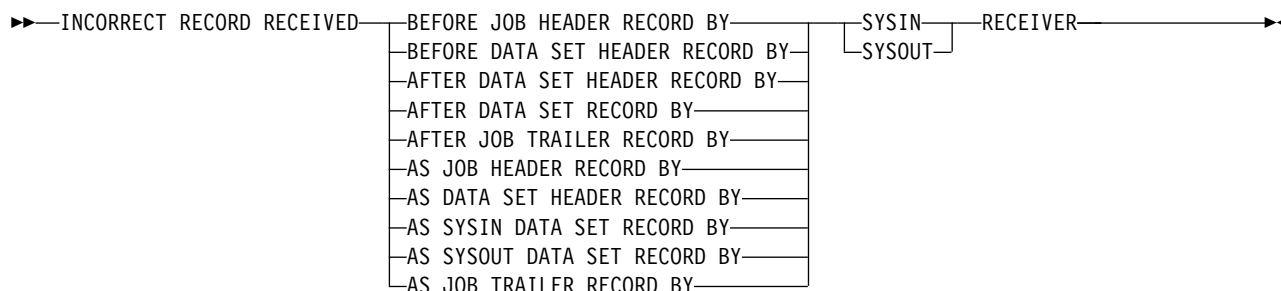 INCORRECT RECORD RECEIVED BEFORE JOB HEADER RECORD BY SYSIN RECEIVER
BEFORE DATA SET HEADER RECORD BY SYSOUT
AFTER DATA SET HEADER RECORD BY
AFTER DATA SET RECORD BY
AFTER JOB TRAILER RECORD BY
AS JOB HEADER RECORD BY
AS DATA SET HEADER RECORD BY
AS SYSIN DATA SET RECORD BY
AS SYSOUT DATA SET RECORD BY
AS JOB TRAILER RECORD BY